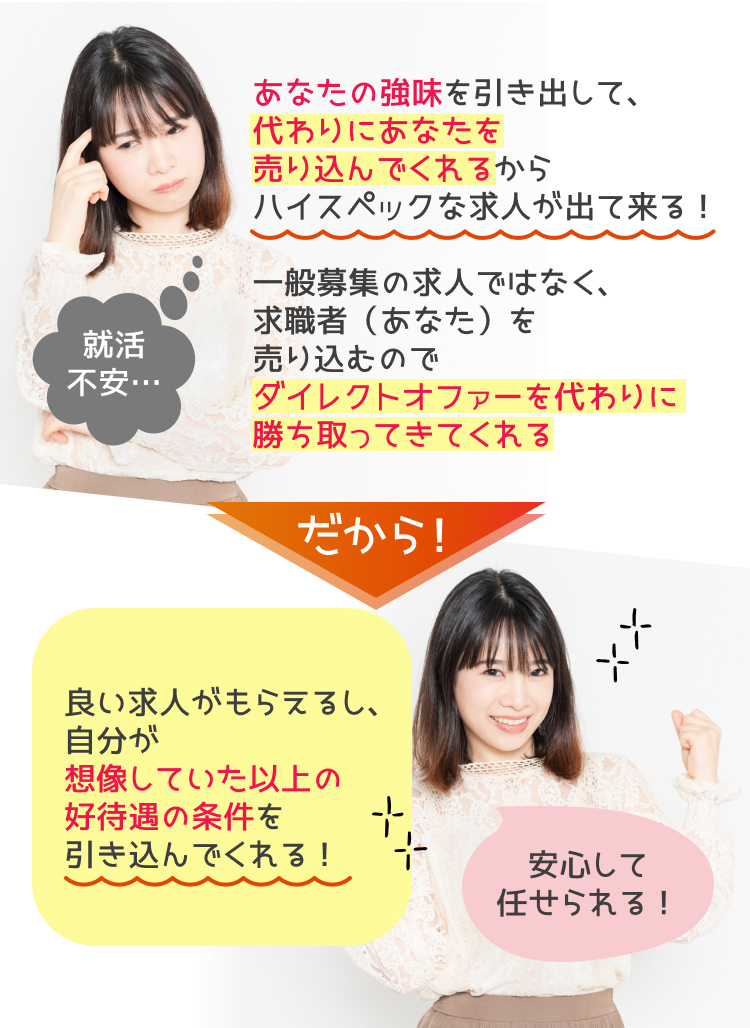 あなたの強味を引き出して、
代わりにあなたを
売り込んでくれるから
ハイスペックな求人が出て来る！
一般募集の求人ではなく、
求職者（あなた）を
売り込むので
ダイレクトオファーを代わりに
勝ち取ってきてくれる
就活
不安…
だから！
良い求人がもらえるし、
自分が
想像していた以上の
好待遇の条件を
引き込んでくれる！
安心して
任せられる！